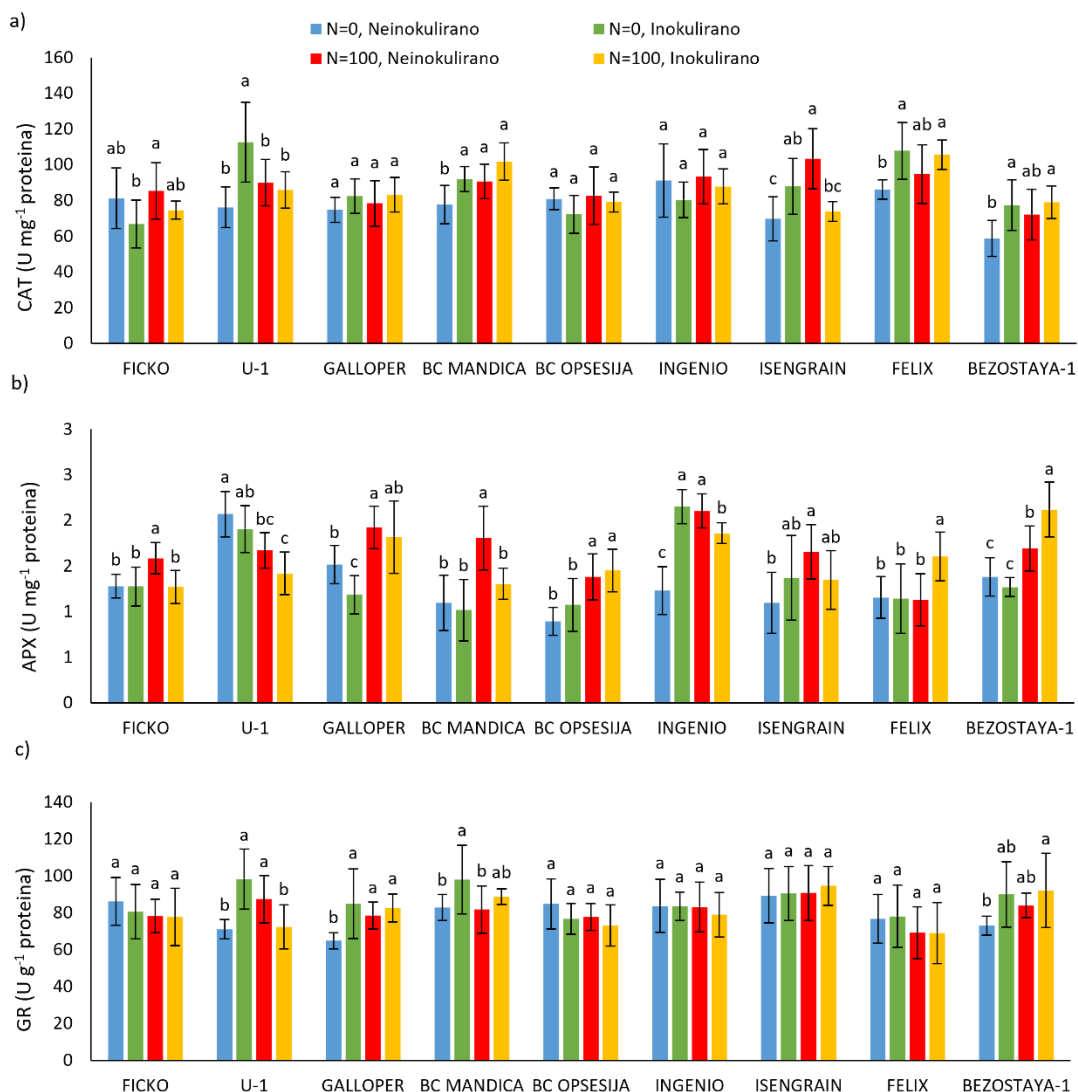 a)
N=0, Neinokulirano N=0, Inokulirano
N=100, Neinokulirano N=100, Inokulirano
CAT (U mg⁻¹ proteina)
160
140
120
100
80
60
40
20
0
ab b a ab b a b b a a a a b a a a a a a a a a a a c ab a bc b a ab a b a a a
FICKO U-1 GALLOPER BC MANDICA BC OPSESIJA INGENIO ISENGRAIN FELIX BEZOSTAYA-1
b)
APX (U mg⁻¹ proteina)
3
3
2
2
1
1
0
b b a b a ab bc c b c a ab b b a b b b a a c a a b b ab a ab b b b a c c b a
FICKO U-1 GALLOPER BC MANDICA BC OPSESIJA INGENIO ISENGRAIN FELIX BEZOSTAYA-1
c)
GR (U g⁻¹ proteina)
140
120
100
80
60
40
20
0
a a a a b a a b b a a a b a b ab a a a a a a a a a a a a a a a a b ab ab a
FICKO U-1 GALLOPER BC MANDICA BC OPSESIJA INGENIO ISENGRAIN FELIX BEZOSTAYA-1